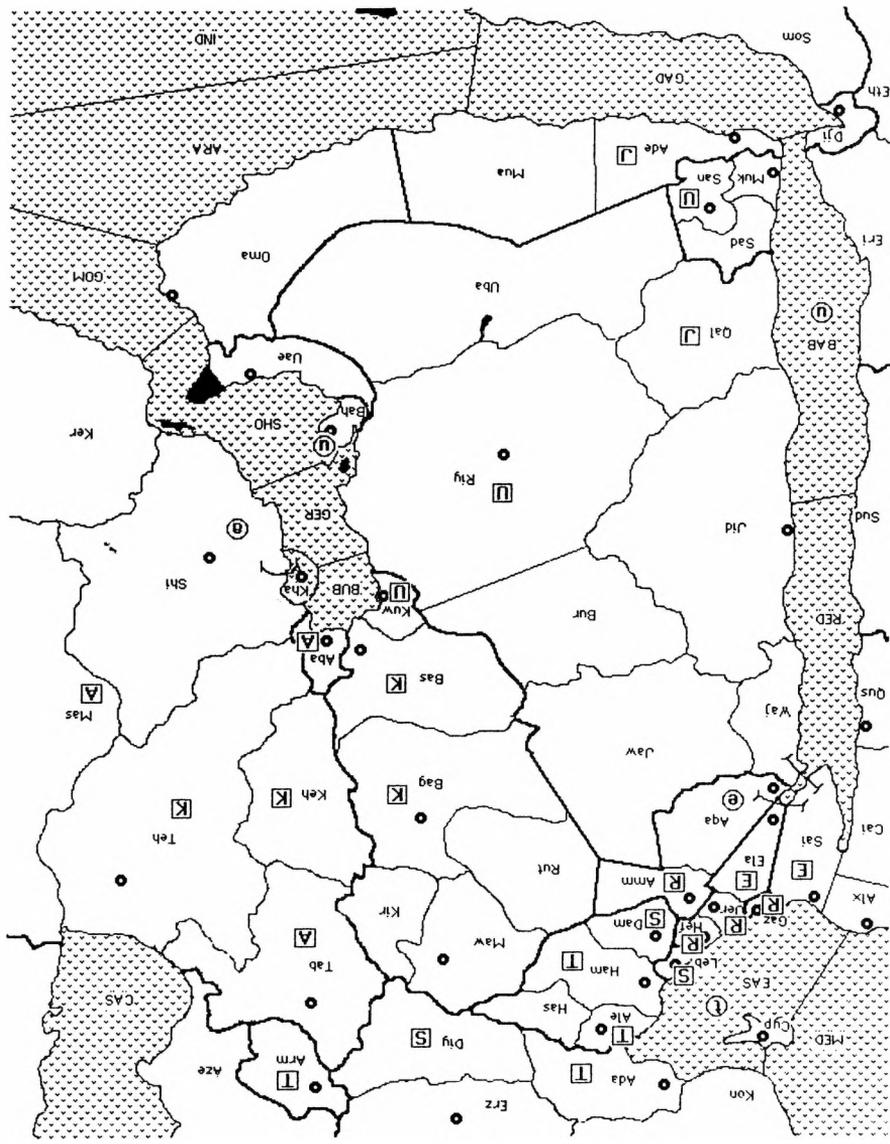 Kon
Erz
Ada
T
Arm
T
Aze
MED
Cyp
Ale
T
Diy
S
CAS
EAS
t
Has
Leb
S
Ham
T
Maw
Tab
A
Her
R
Dam
S
Kir
Alx
Gaz
R
Jer
R
Amm
R
Rut
Sai
E
Ela
E
Cai
Aqa
e
Bag
K
Keh
K
Teh
K
Jaw
Qus
Waj
Bas
K
Mas
A
Aba
A
RED
Bur
Kuw
U
BUB
Kha
Shi
Sud
Jid
GER
a
Riy
U
u
SHO
Bah
Ker
BAB
u
Qal
J
Uae
Uba
GOM
Eri
Sad
Oma
San
U
Muk
Mua
Ade
J
ARA
Dji
Eth
GAD
Som
IND